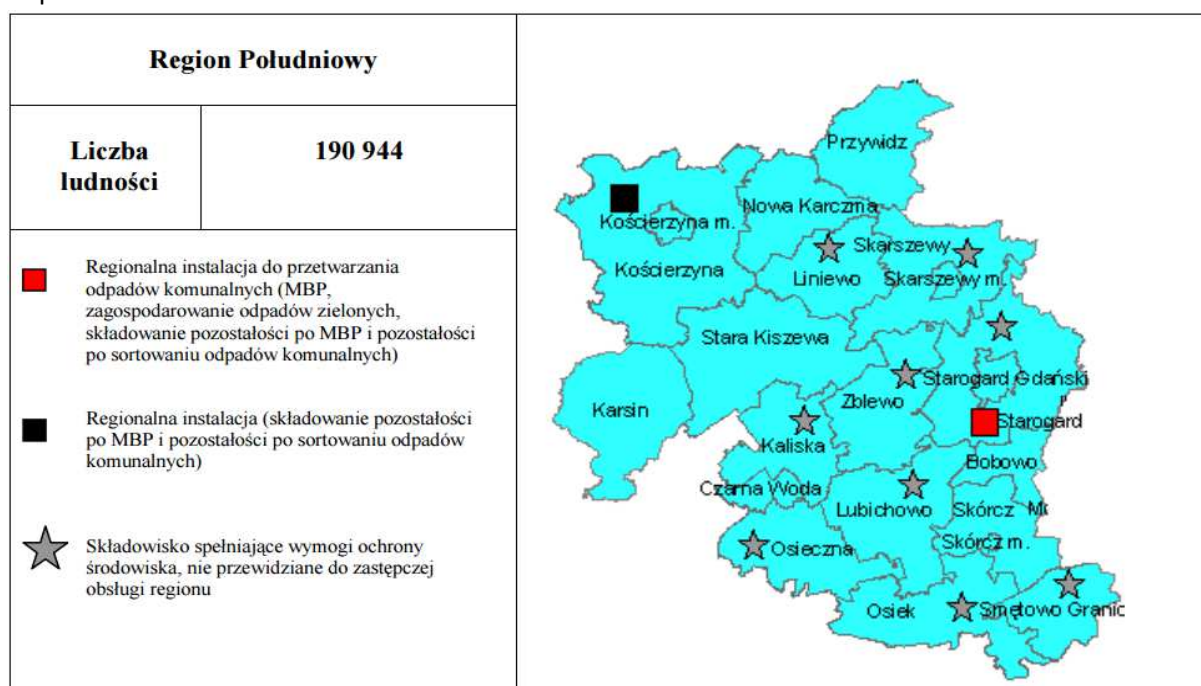 Region Południowy
Liczba
ludności
190 944
Regionalna instalacja do przetwarzania
odpadów komunalnych (MBP,
zagospodarowanie odpadów zielonych,
składowanie pozostałości po MBP i pozostałości
po sortowaniu odpadów komunalnych)
Regionalna instalacja (składowanie pozostałości
po MBP i pozostałości po sortowaniu odpadów
komunalnych)
Składowisko spełniające wymogi ochrony
środowiska, nie przewidziane do zastępczej
obsługi regionu
Przywidz
Nowa Karczma
Kościerzyna m.
Skarszewy
Kościerzyna
Liniewo
Skarszewy m.
Stara Kiszewa
Starogard Gdański
Karsin
Zblewo
Starogard
Kaliska
Bobowo
Czarna Woda
Lubichowo
Skórcz
Osieczna
Skórcz m.
Osiek
Smętowo Granic